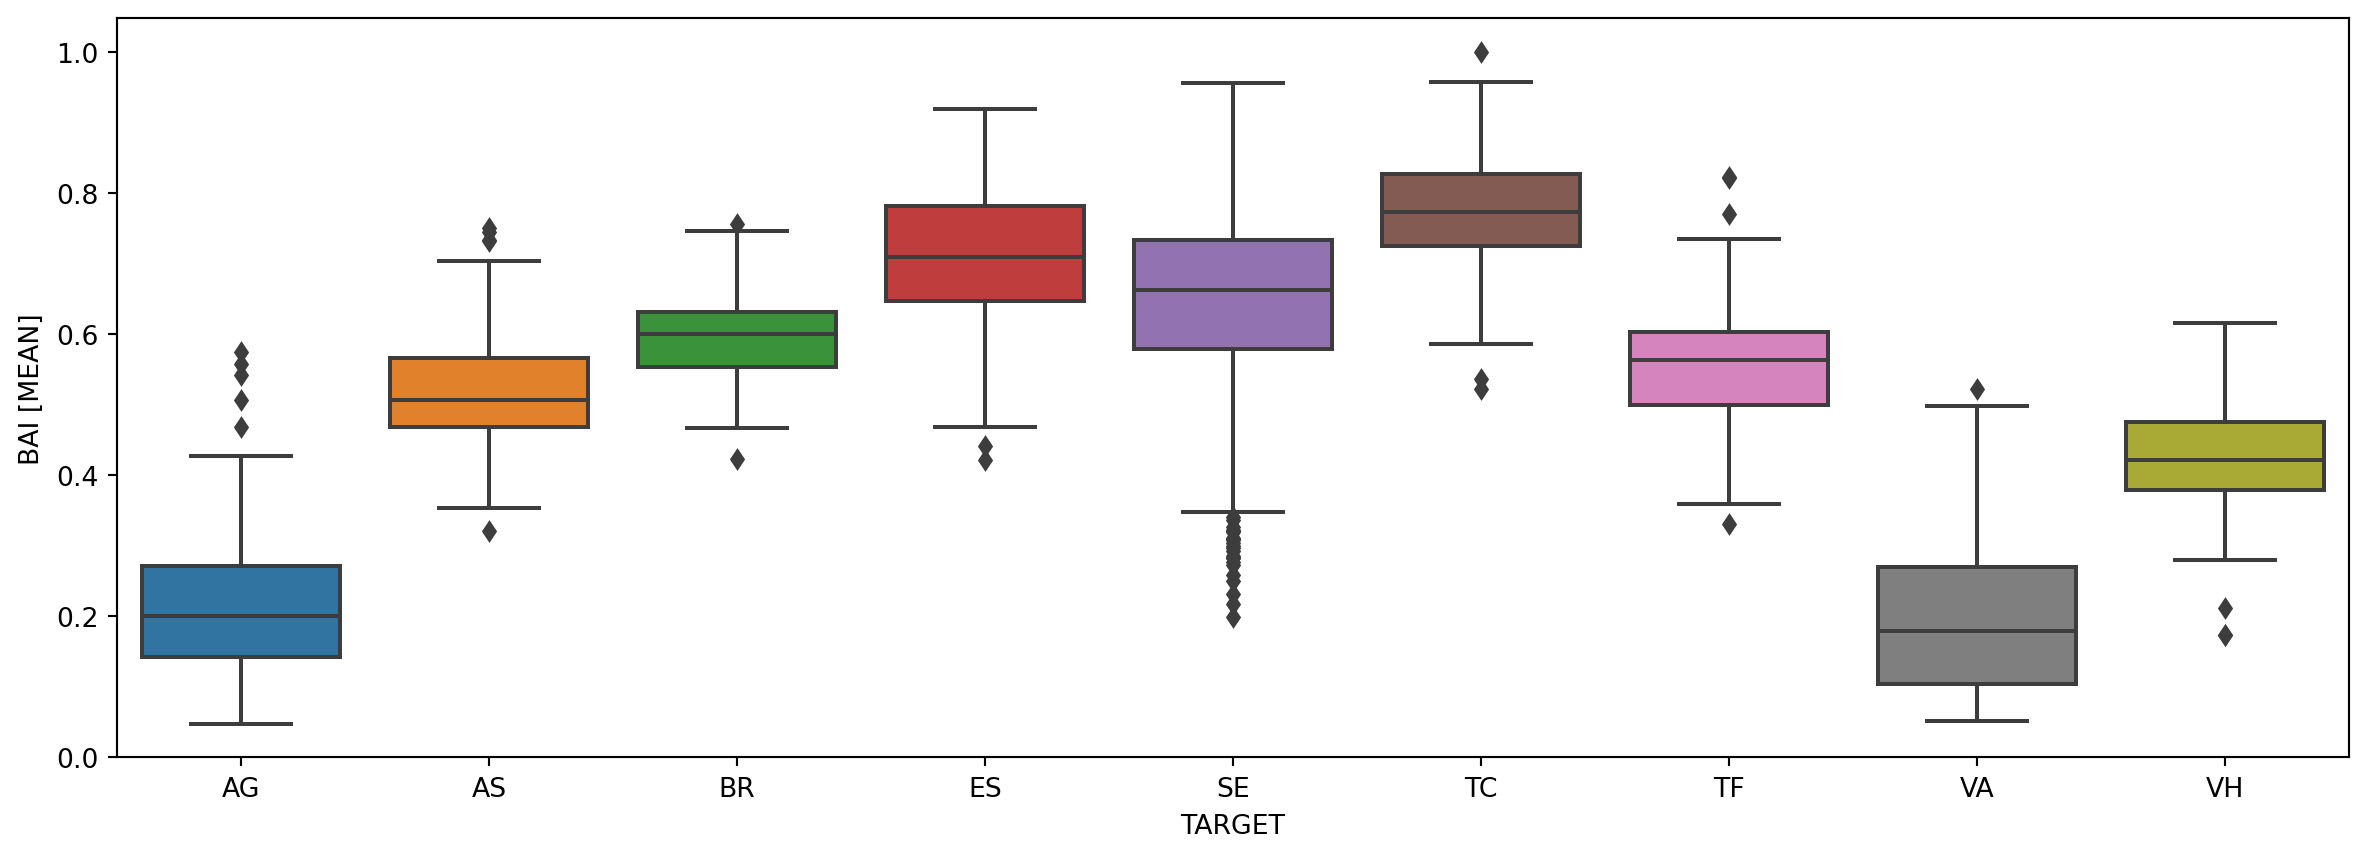 1.0
0.8
0.6
0.4
0.2
0.0
BAI [MEAN]
AG AS BR ES SE TC TF VA VH
TARGET